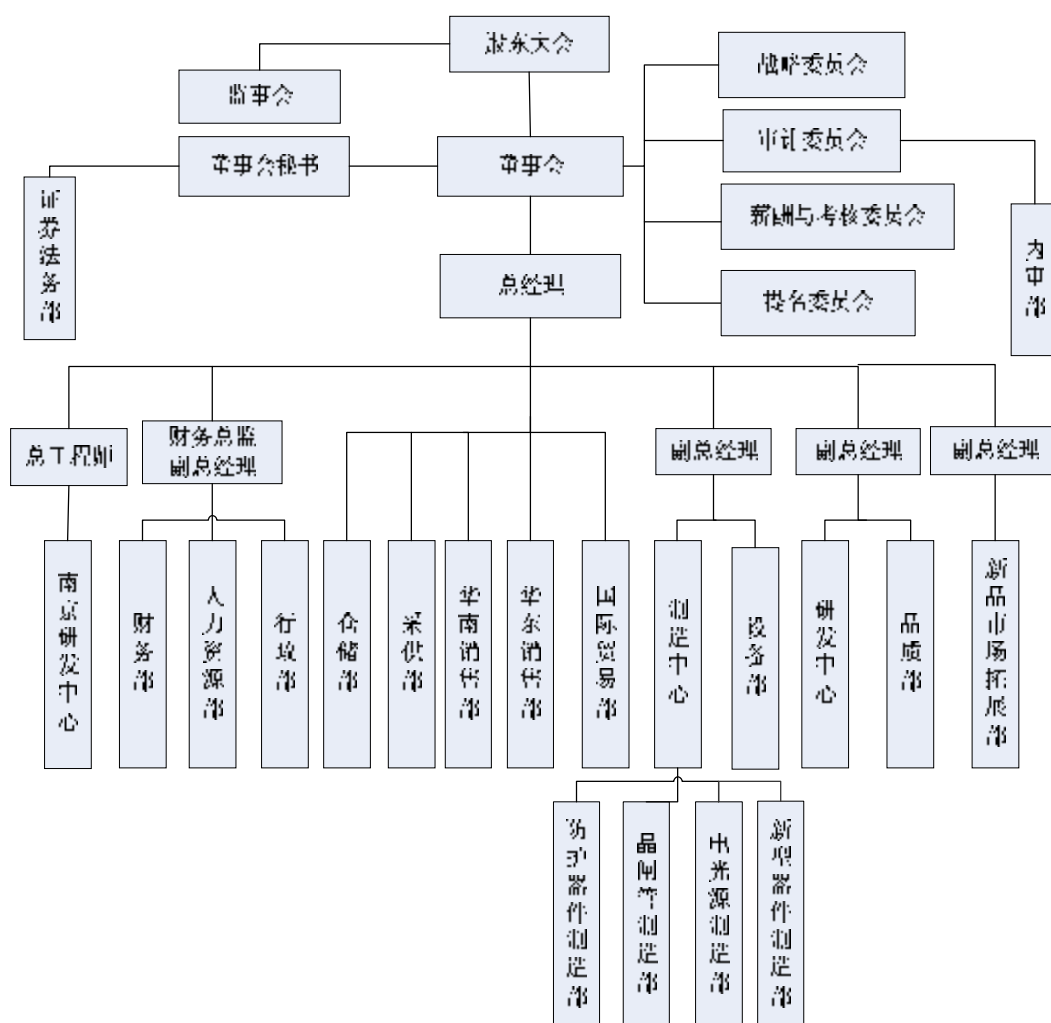 股东大会
监事会
战略委员会
董事会秘书
董事会
审计委员会
证券法务部
薪酬与考核委员会
内审部
总经理
提名委员会
总工程师
财务总监
副总经理
副总经理
副总经理
副总经理
南京研发中心
财务部
人力资源部
行政部
仓储部
采供部
华南销售部
华东销售部
国际贸易部
制造中心
设备部
研发中心
品质部
新品市场拓展部
防护器件制造部
晶闸管制造部
电光源制造部
新型器件制造部